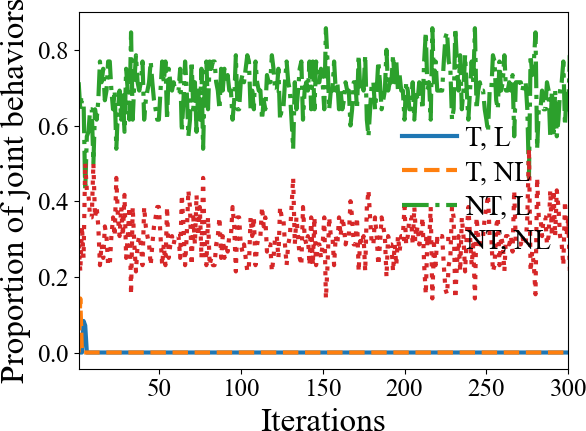 Proportion of joint behaviors
0.8
0.6
0.4
0.2
0.0
T, L
T, NL
NT, L
NT, NL
50
100
150
200
250
300
Iterations